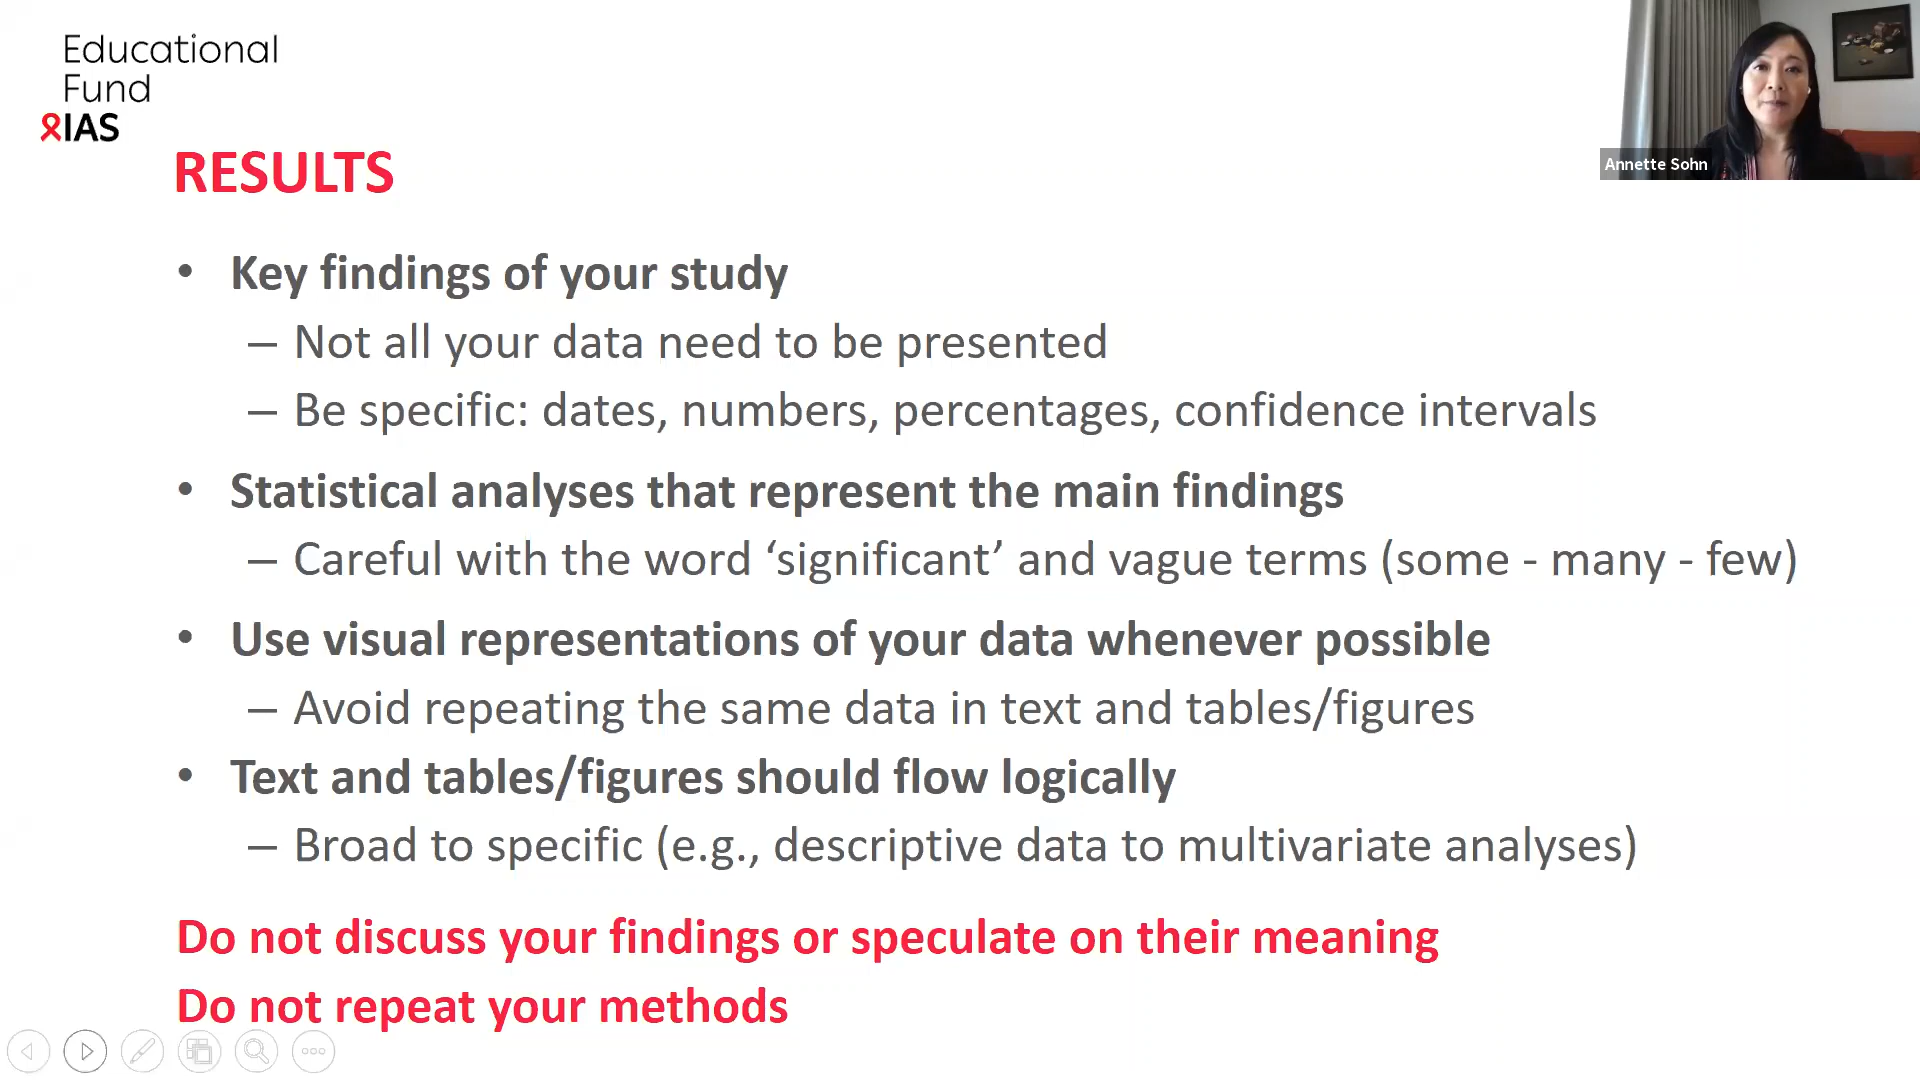 Educational
Fund
IAS
Annette Sohn
RESULTS
• Key findings of your study
– Not all your data need to be presented
– Be specific: dates, numbers, percentages, confidence intervals
• Statistical analyses that represent the main findings
– Careful with the word ‘significant’ and vague terms (some - many - few)
• Use visual representations of your data whenever possible
– Avoid repeating the same data in text and tables/figures
• Text and tables/figures should flow logically
– Broad to specific (e.g., descriptive data to multivariate analyses)
Do not discuss your findings or speculate on their meaning
Do not repeat your methods